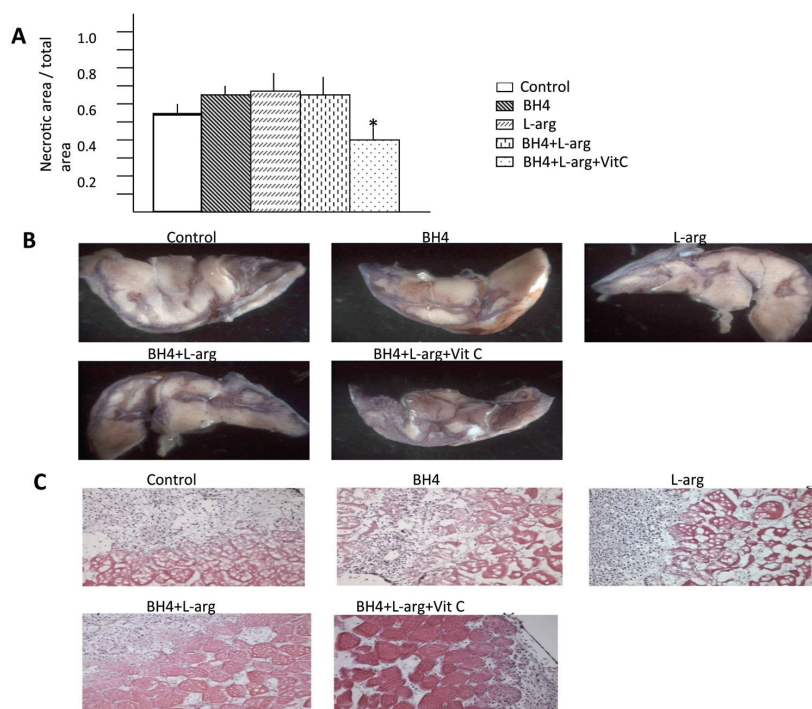 A
Necrotic area / total
area
1.0
0.8
0.6
0.4
0.2
*
Control
BH4
L-arg
BH4+L-arg
BH4+L-arg+VitC
B
Control
BH4
L-arg
BH4+L-arg
BH4+L-arg+Vit C
C
Control
BH4
L-arg
BH4+L-arg
BH4+L-arg+Vit C